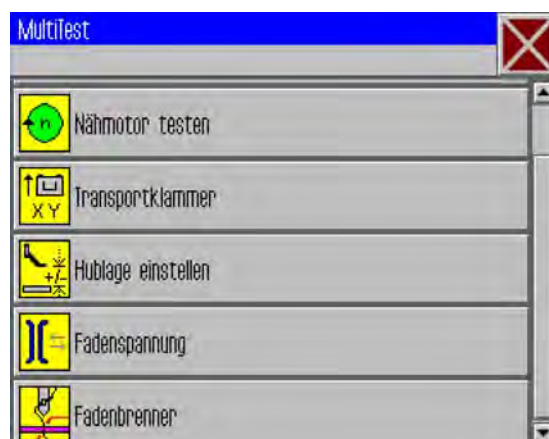 MultiTest
n
Nähmotor testen
X Y
Transportklammer
+/-
Hublage einstellen
Fadenspannung
Fadenbrenner